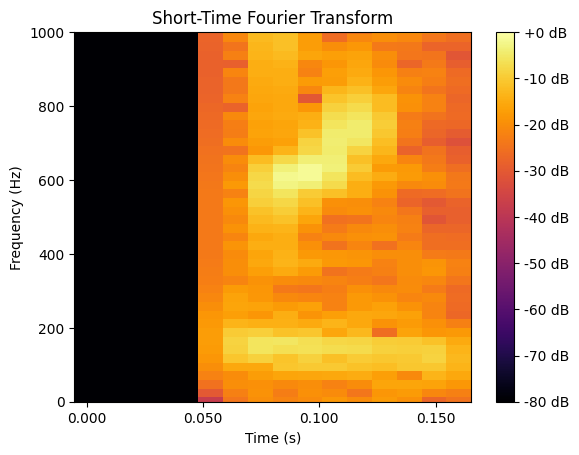 Short-Time Fourier Transform
1000
800
600
400
200
0
Frequency (Hz)
0.000
0.050
0.100
0.150
Time (s)
+0 dB
-10 dB
-20 dB
-30 dB
-40 dB
-50 dB
-60 dB
-70 dB
-80 dB